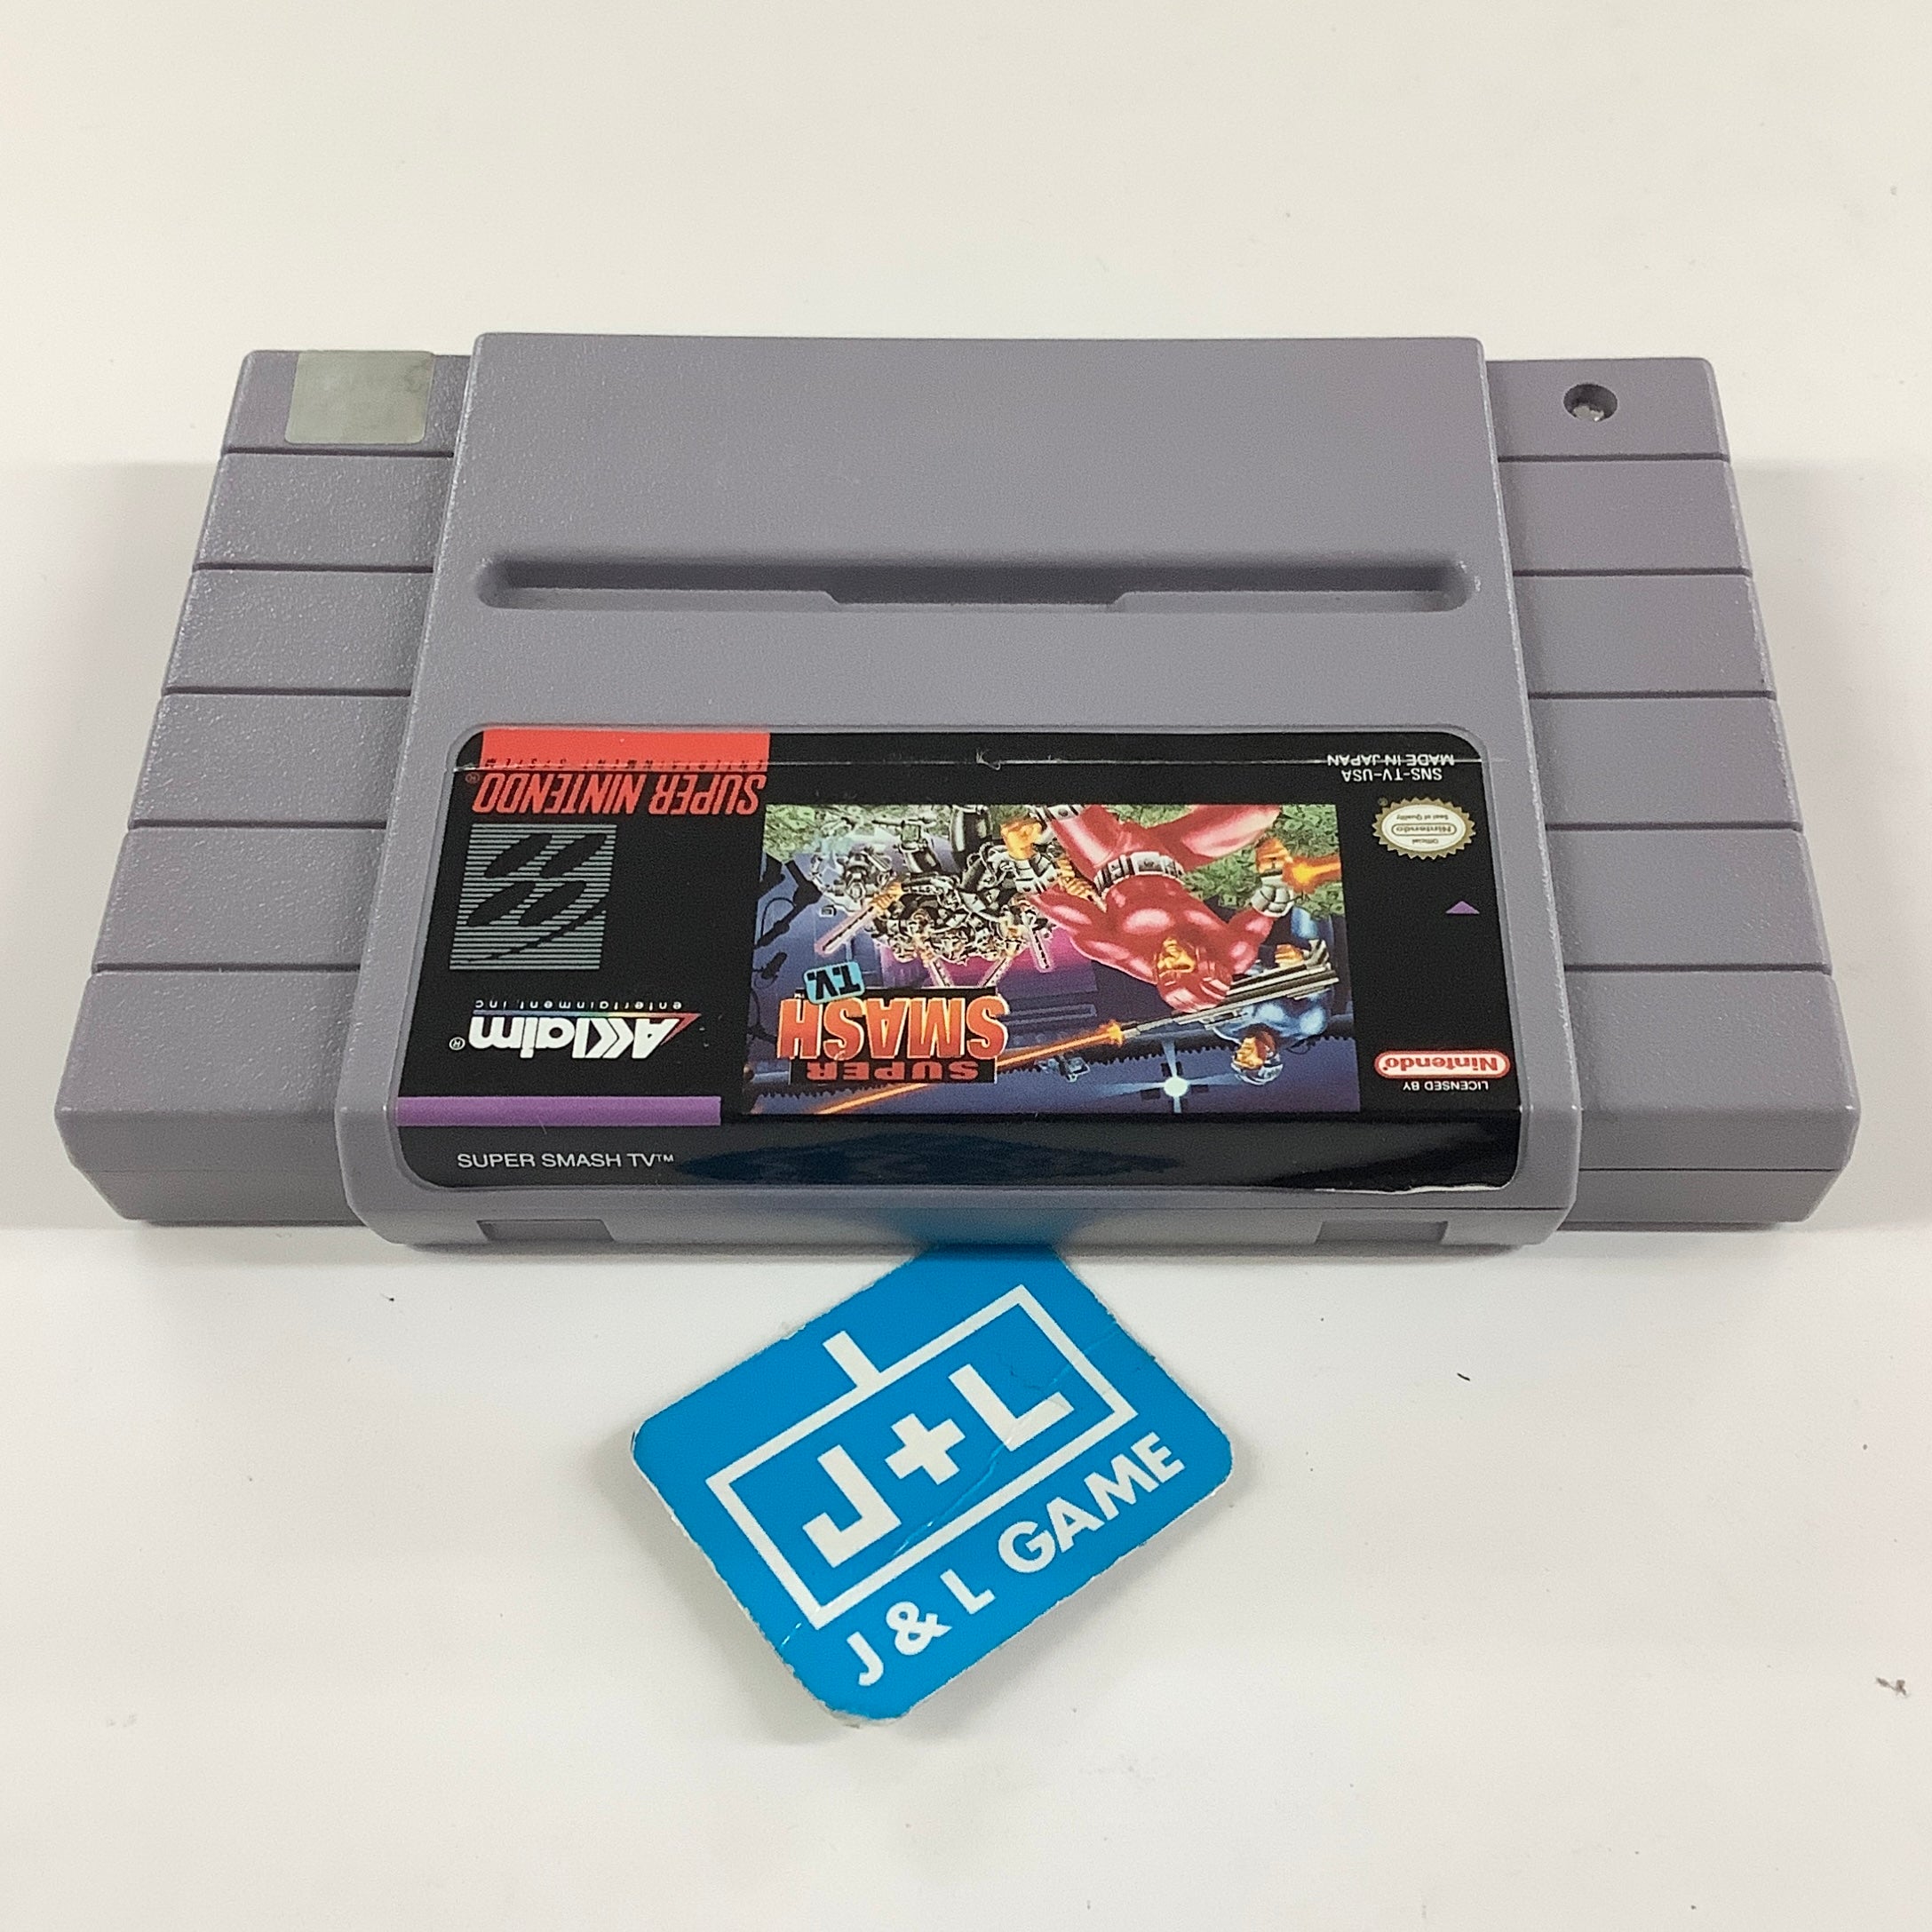 SUPER NINTENDO®
ENTERTAINMENT SYSTEM
SNS-TV-USA
MADE IN JAPAN
Official
Nintendo
Seal of Quality
AKKlaim®
entertainment, inc.
SUPER
SMASH
T.V.
LICENSED BY
Nintendo®
SUPER SMASH TV™
J+L
J & L GAME